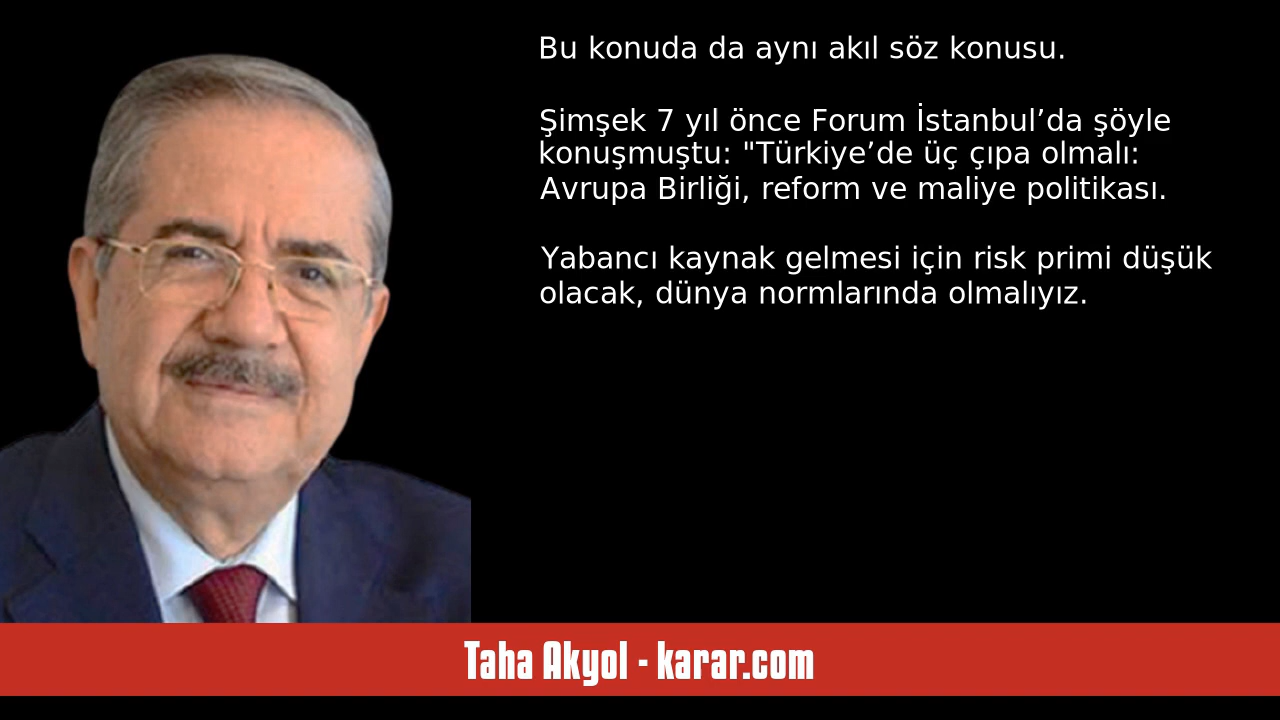 Bu konuda da aynı akıl söz konusu.
Şimşek 7 yıl önce Forum İstanbul’da şöyle
konuşmuştu: "Türkiye’de üç çıpa olmalı:
Avrupa Birliği, reform ve maliye politikası.
Yabancı kaynak gelmesi için risk primi düşük
olacak, dünya normlarında olmalıyız.
Taha Akyol - karar.com